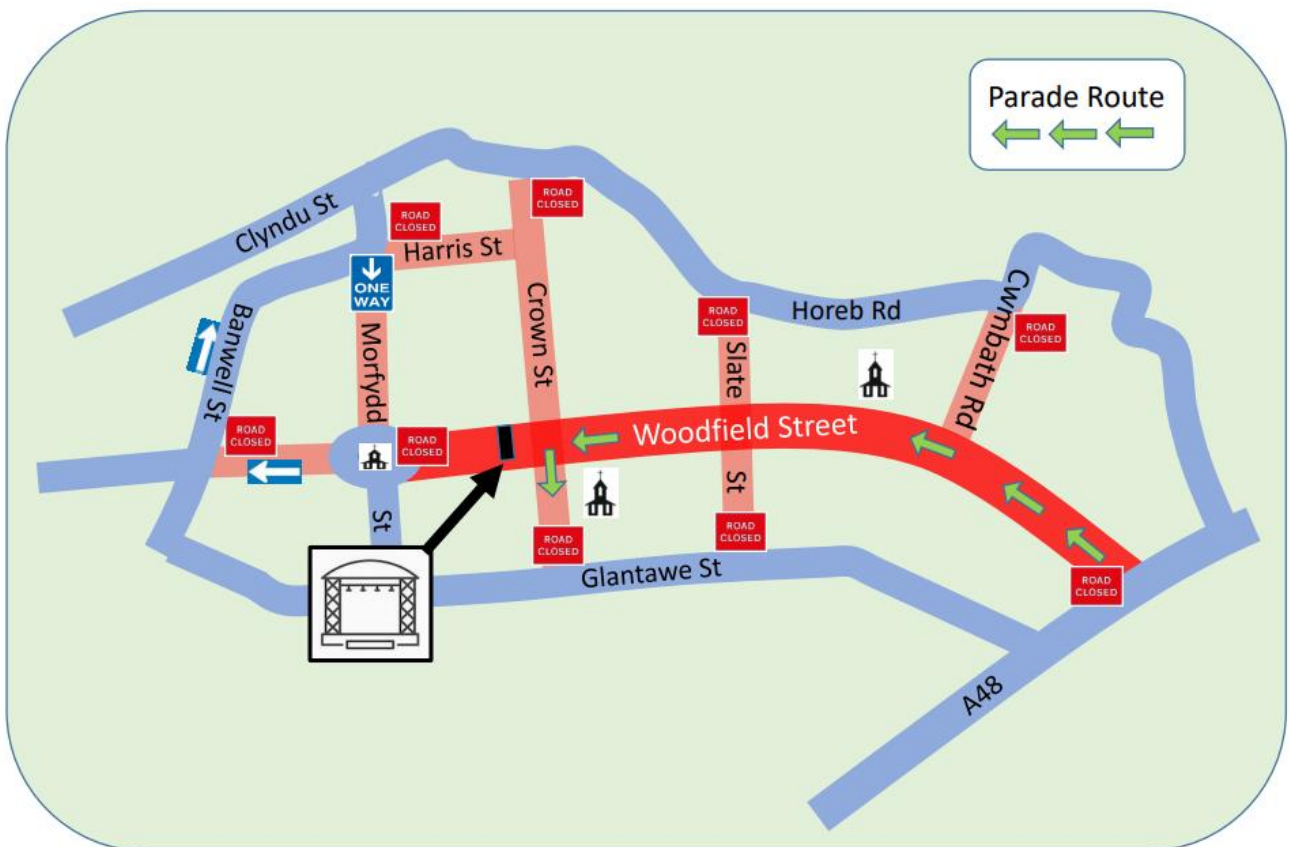 Parade Route
Clyndu St
ROAD
CLOSED
ROAD
CLOSED
Harris St
ONE
WAY
Banwell St
Morfydd
St
Crown St
ROAD
CLOSED
Slate
St
Horeb Rd
Cwmbath Rd
ROAD
CLOSED
ROAD
CLOSED
ROAD
CLOSED
Woodfield Street
ROAD
CLOSED
ROAD
CLOSED
Glantawe St
ROAD
CLOSED
A48